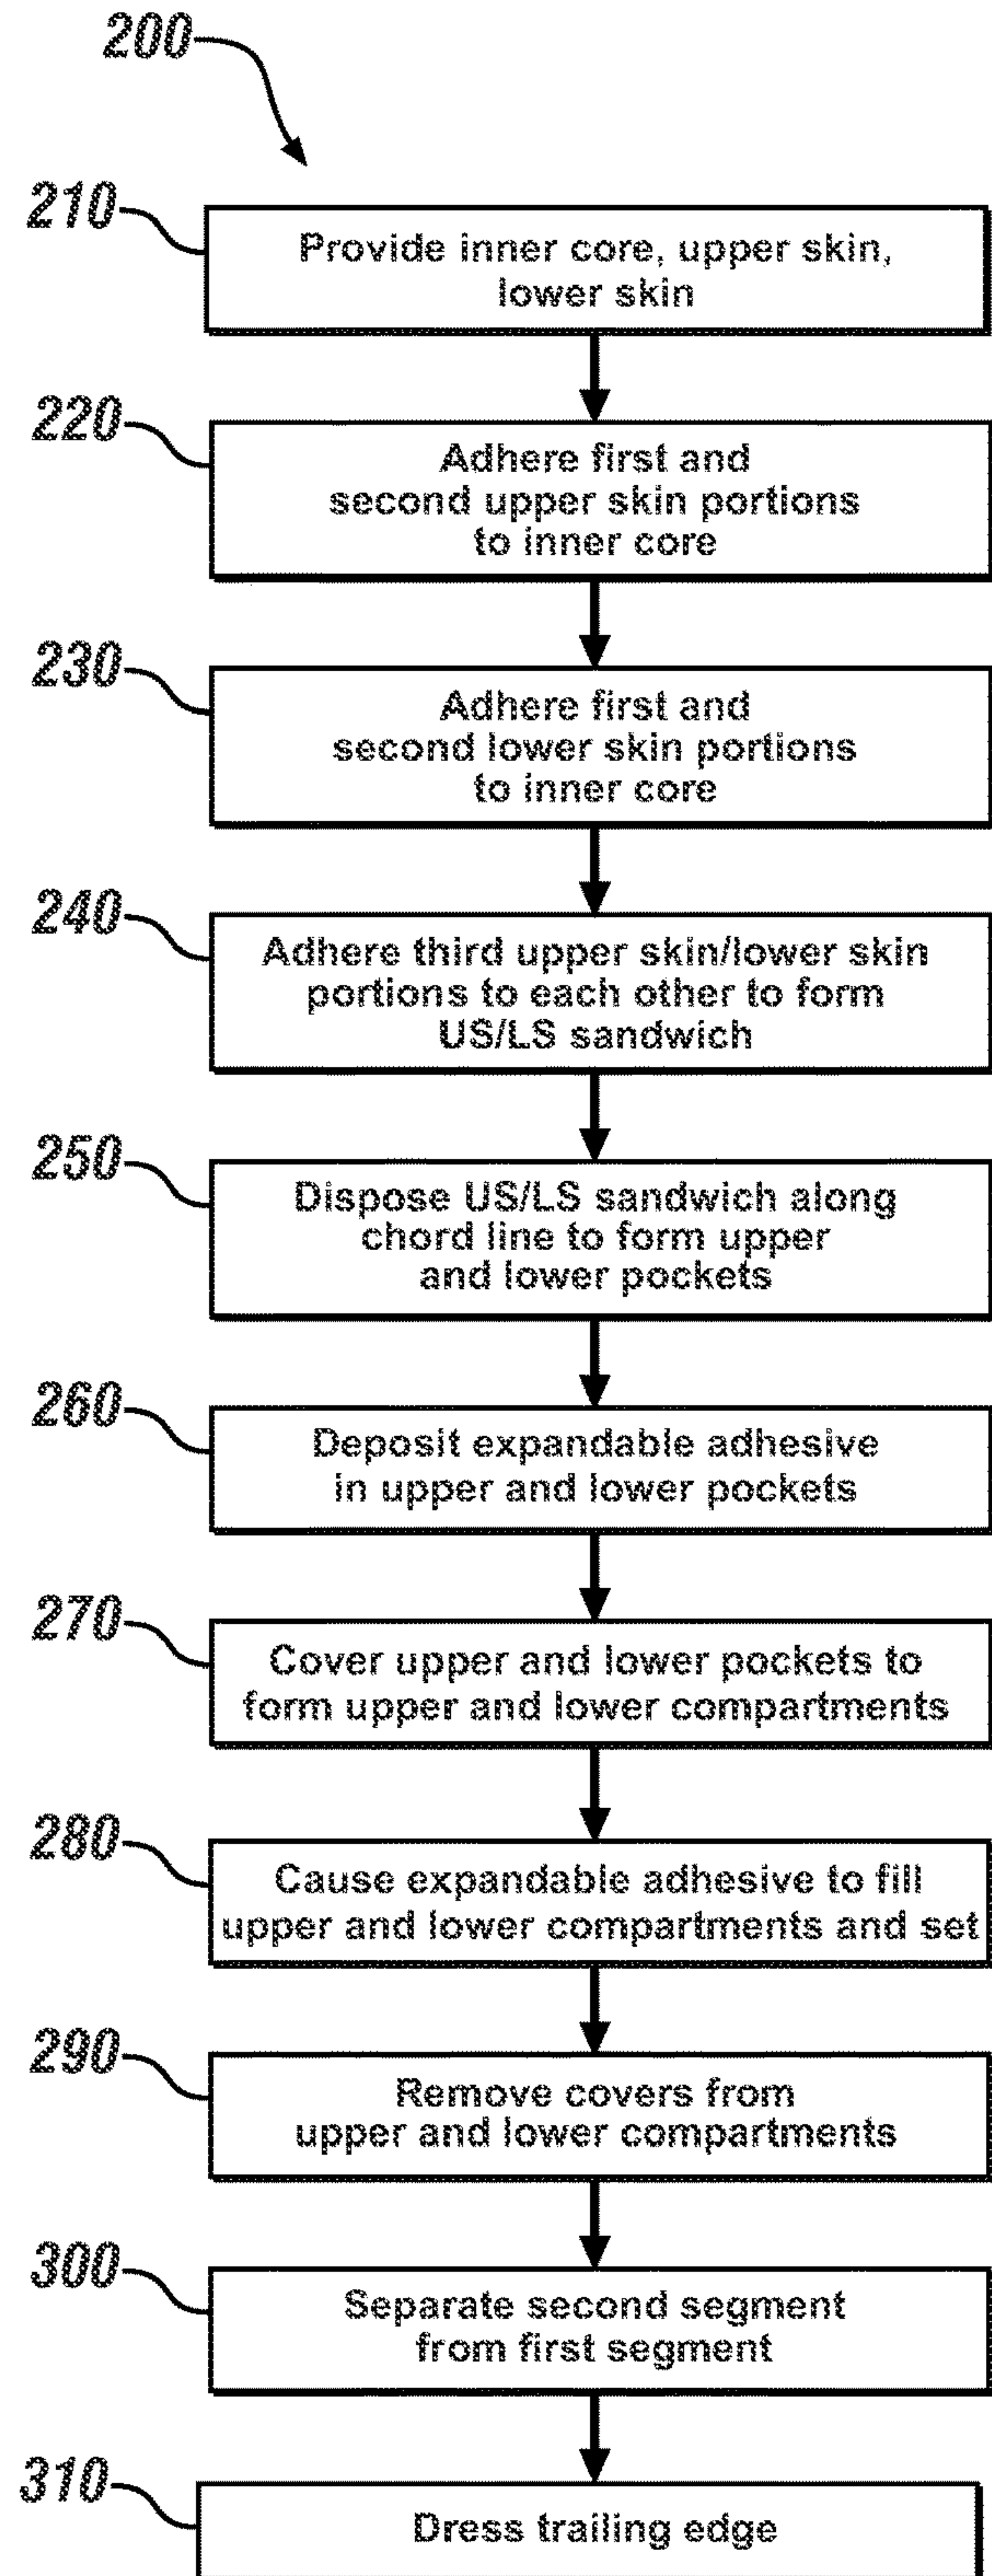 200
210
Provide inner core, upper skin,
lower skin
220
Adhere first and
second upper skin portions
to inner core
230
Adhere first and
second lower skin portions
to inner core
240
Adhere third upper skin/lower skin
portions to each other to form
US/LS sandwich
250
Dispose US/LS sandwich along
chord line to form upper
and lower pockets
260
Deposit expandable adhesive
in upper and lower pockets
270
Cover upper and lower pockets to
form upper and lower compartments
280
Cause expandable adhesive to fill
upper and lower compartments and set
290
Remove covers from
upper and lower compartments
300
Separate second segment
from first segment
310
Dress trailing edge